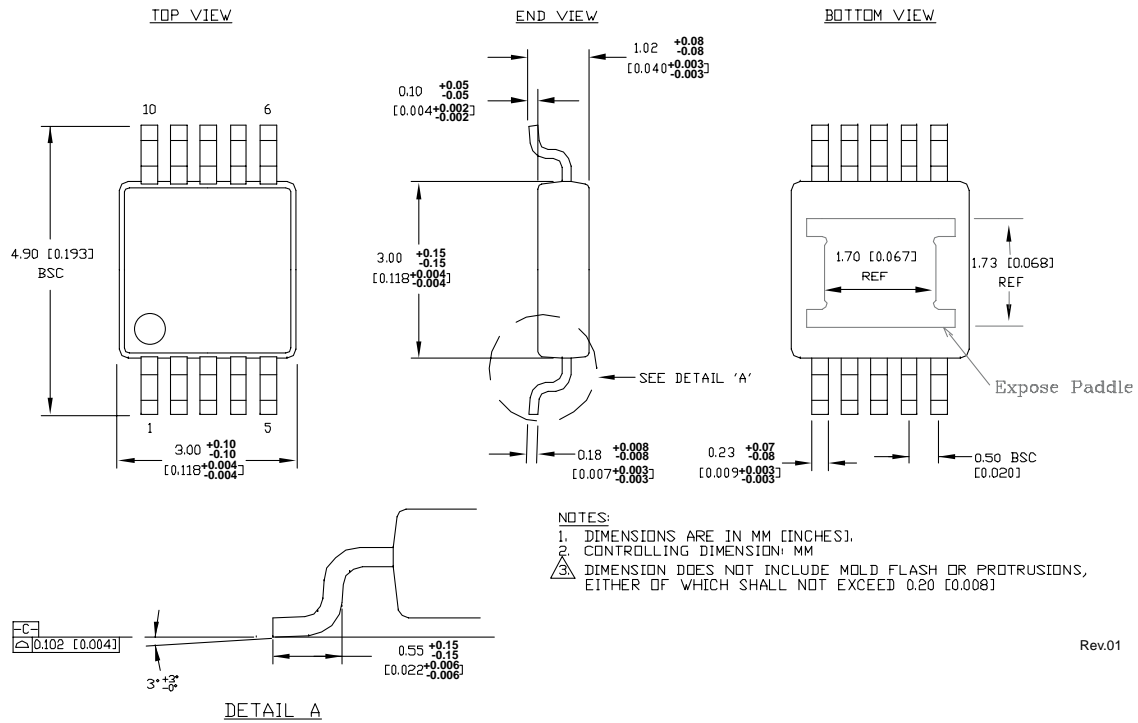 TOP VIEW
END VIEW
BOTTOM VIEW
1.02 +0.08 -0.08
[0.040+0.003 -0.003]
0.10 +0.05 -0.05
[0.004+0.002 -0.002]
10
6
4.90 [0.193]
BSC
3.00 +0.15 -0.15
[0.118+0.004 -0.004]
1.70 [0.067]
REF
1.73 [0.068]
REF
SEE DETAIL 'A'
Expose Paddle
1
5
3.00 +0.10 -0.10
[0.118+0.004 -0.004]
0.18 +0.008 -0.008
[0.007+0.003 -0.003]
0.23 +0.07 -0.08
[0.009+0.003 -0.003]
0.50 BSC
[0.020]
NOTES:
1. DIMENSIONS ARE IN MM [INCHES].
2. CONTROLLING DIMENSION: MM
3. DIMENSION DOES NOT INCLUDE MOLD FLASH OR PROTRUSIONS,
EITHER OF WHICH SHALL NOT EXCEED 0.20 [0.008]
-C-
⌓ 0.102 [0.004]
3° +3° -0°
0.55 +0.15 -0.15
[0.022+0.006 -0.006]
DETAIL A
Rev.01